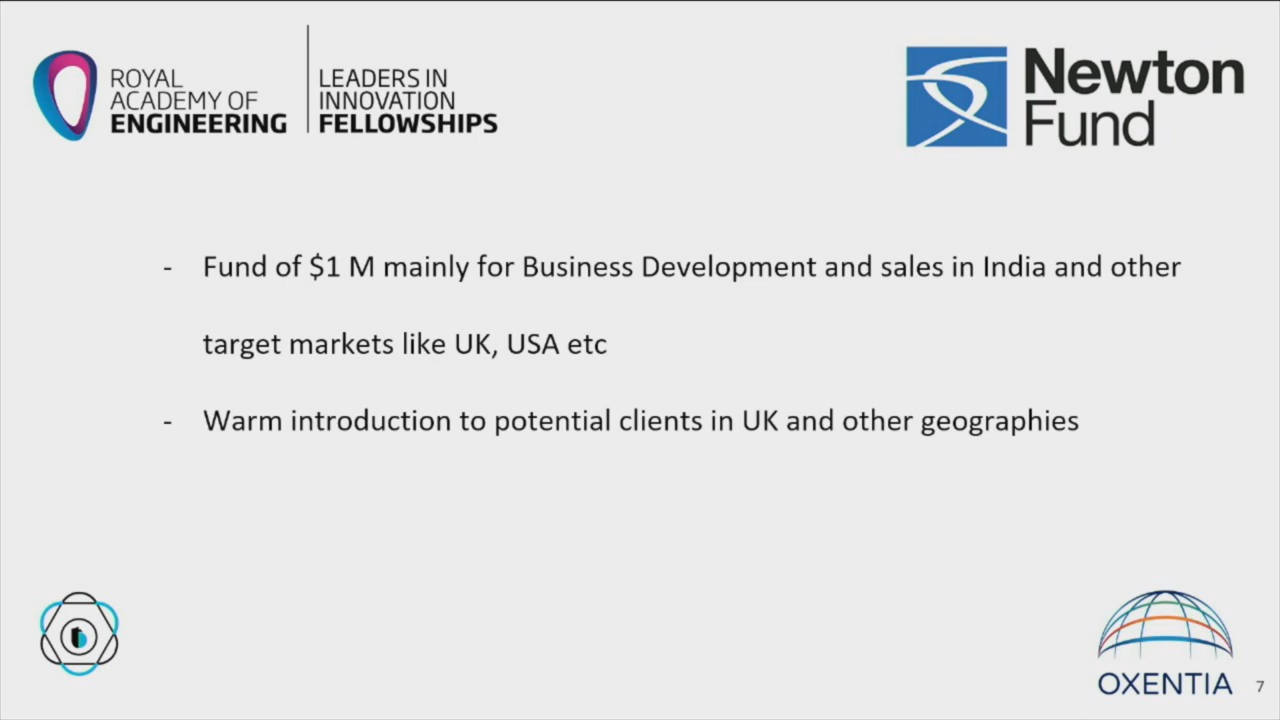 ROYAL
ACADEMY OF
ENGINEERING
LEADERS IN
INNOVATION
FELLOWSHIPS
Newton
Fund
- Fund of $1 M mainly for Business Development and sales in India and other
target markets like UK, USA etc
- Warm introduction to potential clients in UK and other geographies
OXENTIA
7